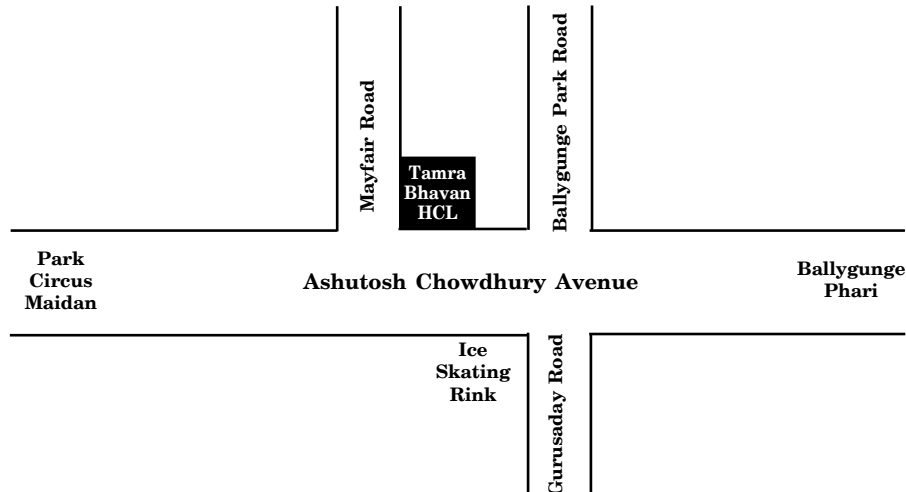 Mayfair Road
Ballygunge Park Road
Tamra
Bhavan
HCL
Park
Circus
Maidan
Ashutosh Chowdhury Avenue
Ballygunge
Phari
Ice
Skating
Rink
Gurusaday Road